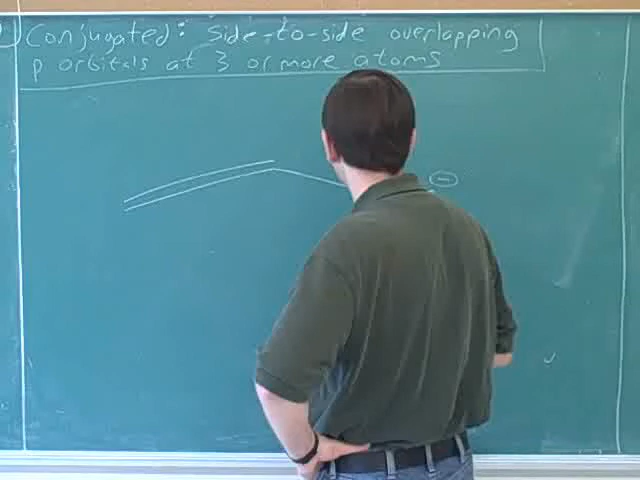 Conjugated: Side-to-side overlapping
p orbitals at 3 or more atoms
⊖